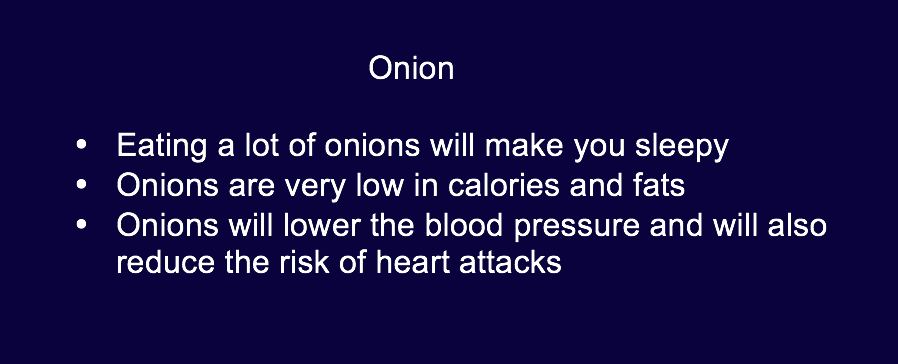 Onion
• Eating a lot of onions will make you sleepy
• Onions are very low in calories and fats
• Onions will lower the blood pressure and will also
reduce the risk of heart attacks